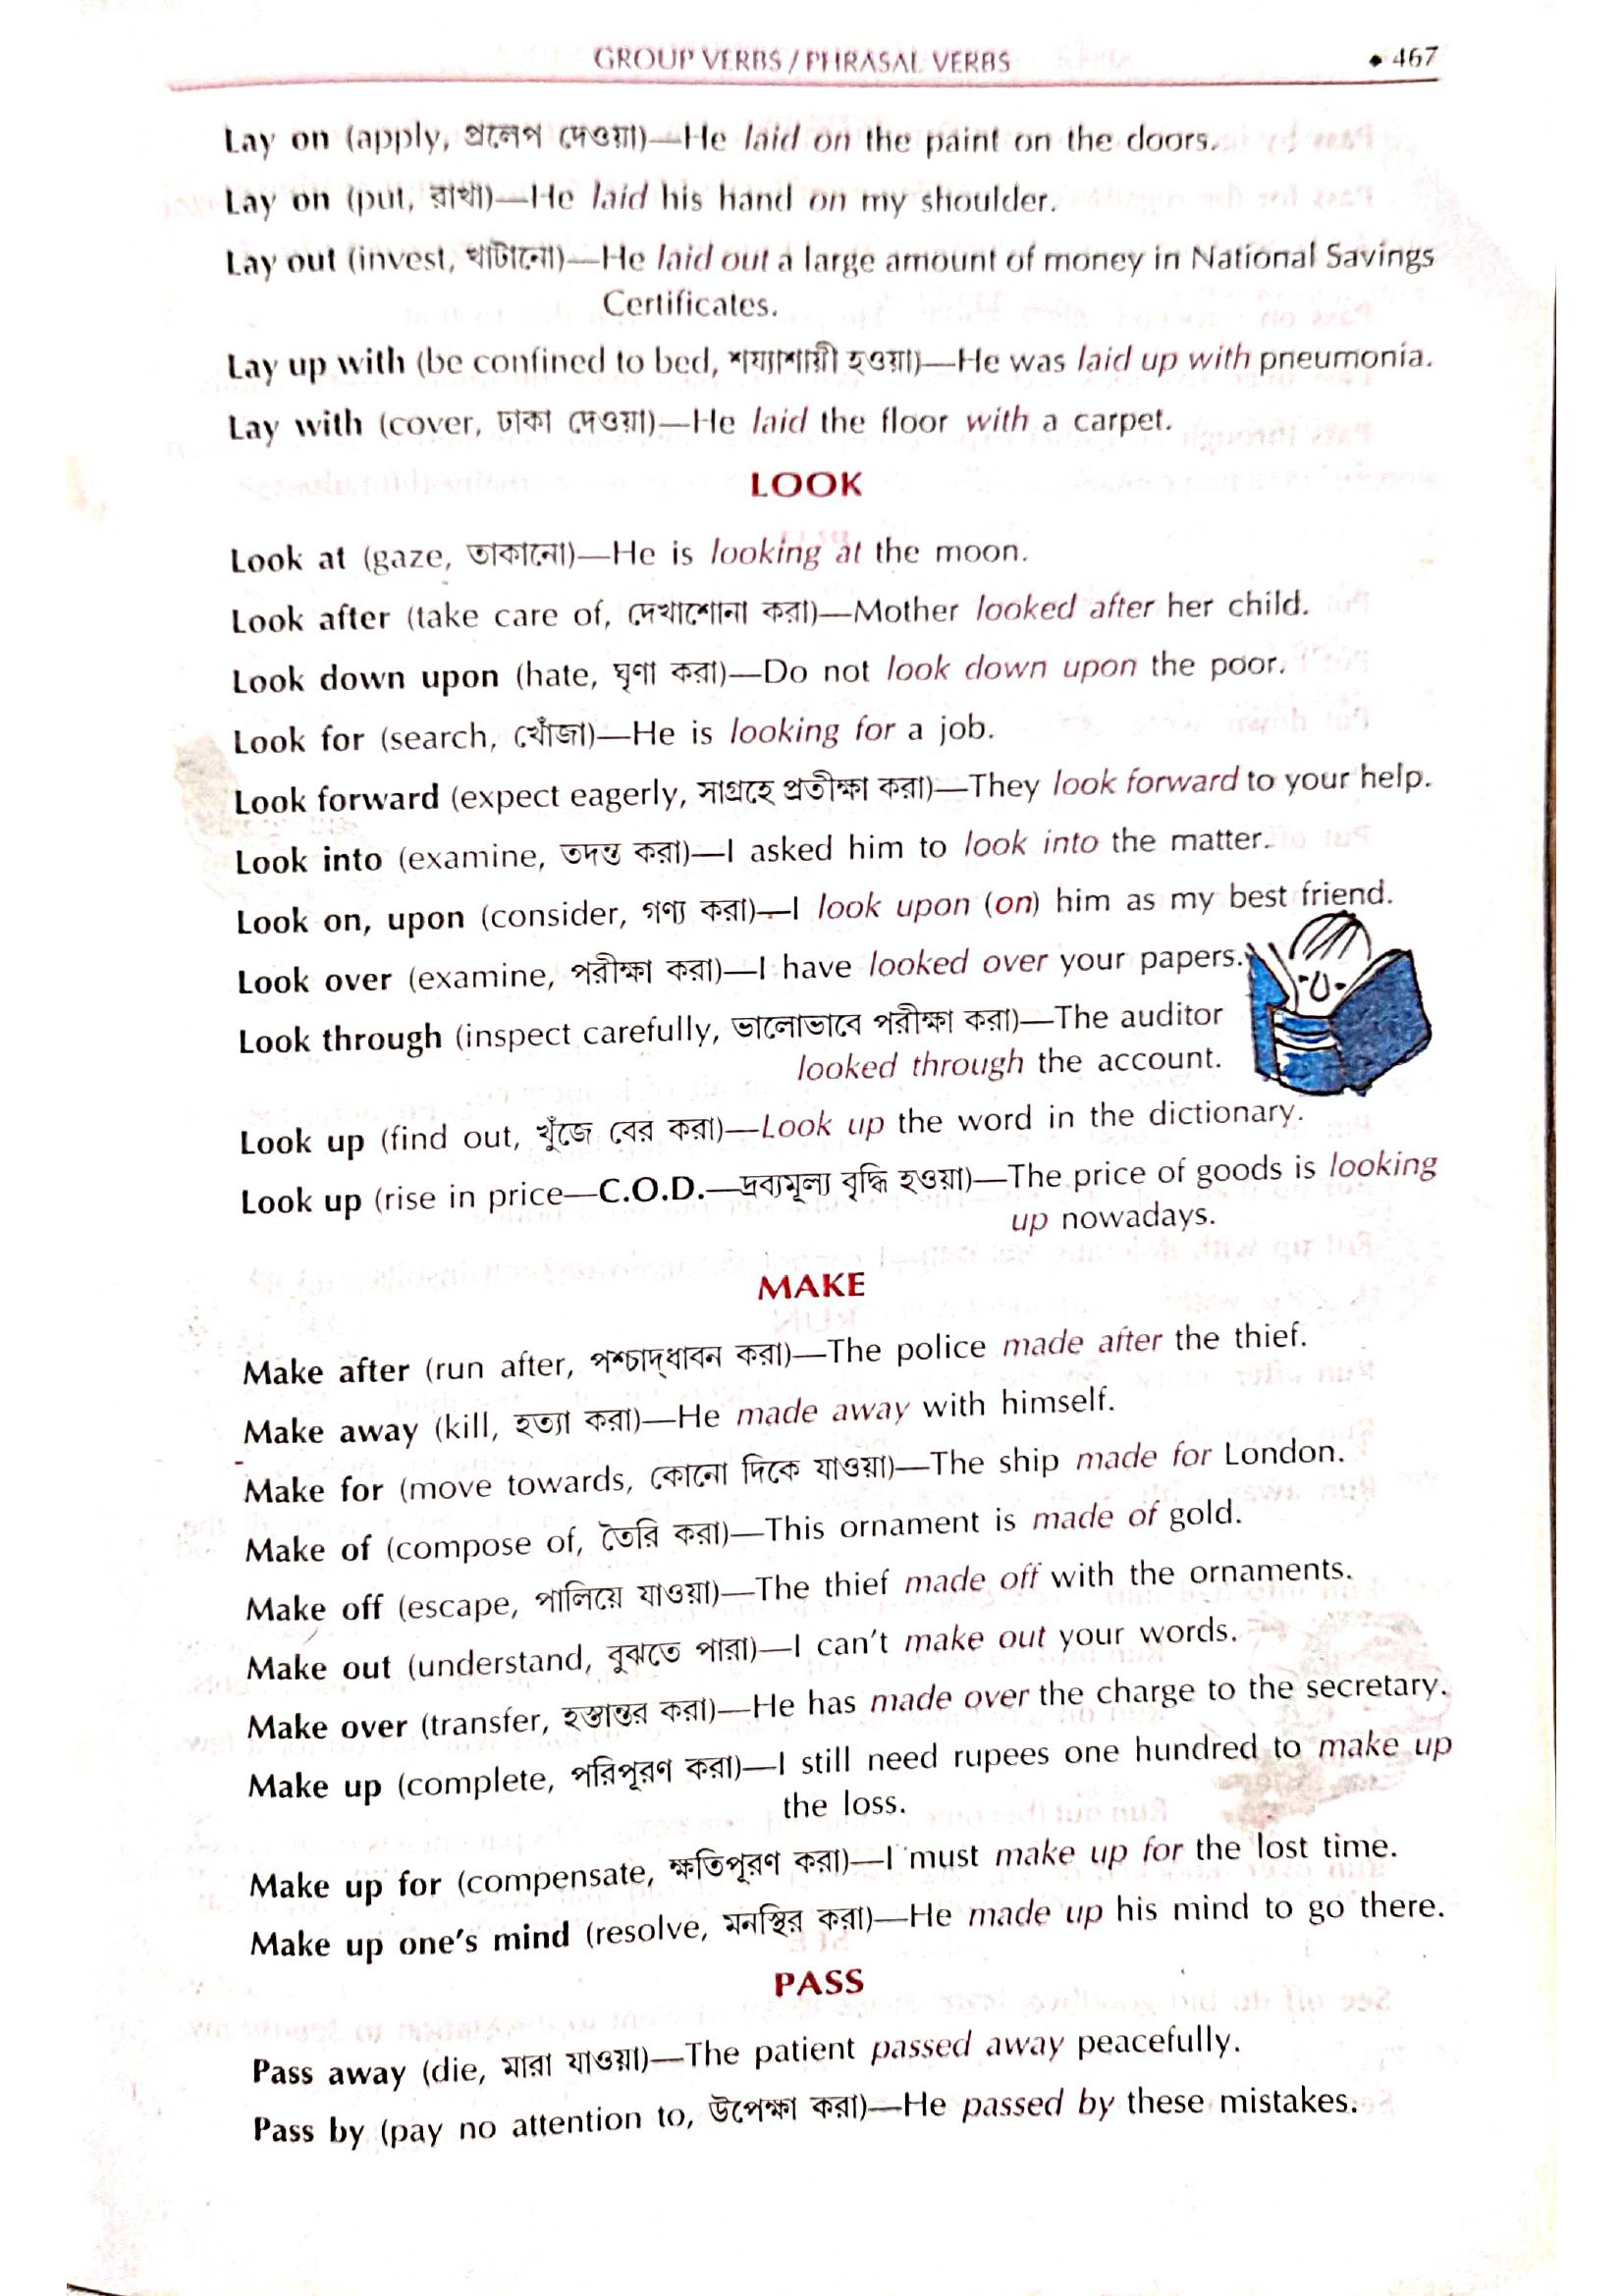 GROUP VERBS / PHRASAL VERBS ◆ 467
Lay on (apply, প্রলেপ দেওয়া)—He laid on the paint on the doors.
Lay on (put, রাখা)—He laid his hand on my shoulder.
Lay out (invest, খাটানো)—He laid out a large amount of money in National Savings
Certificates.
Lay up with (be confined to bed, শয্যাশায়ী হওয়া)—He was laid up with pneumonia.
Lay with (cover, ঢাকা দেওয়া)—He laid the floor with a carpet.
LOOK
Look at (gaze, তাকানো)—He is looking at the moon.
Look after (take care of, দেখাশোনা করা)—Mother looked after her child.
Look down upon (hate, ঘৃণা করা)—Do not look down upon the poor.
Look for (search, খোঁজা)—He is looking for a job.
Look forward (expect eagerly, সাগ্রহে প্রতীক্ষা করা)—They look forward to your help.
Look into (examine, তদন্ত করা)—I asked him to look into the matter.
Look on, upon (consider, গণ্য করা)—I look upon (on) him as my best friend.
Look over (examine, পরীক্ষা করা)—I have looked over your papers.
Look through (inspect carefully, ভালোভাবে পরীক্ষা করা)—The auditor
looked through the account.
Look up (find out, খুঁজে বের করা)—Look up the word in the dictionary.
Look up (rise in price—C.O.D.—দ্রব্যমূল্য বৃদ্ধি হওয়া)—The price of goods is looking
up nowadays.
MAKE
Make after (run after, পশ্চাদ্‌ধাবন করা)—The police made after the thief.
Make away (kill, হত্যা করা)—He made away with himself.
Make for (move towards, কোনো দিকে যাওয়া)—The ship made for London.
Make of (compose of, তৈরি করা)—This ornament is made of gold.
Make off (escape, পালিয়ে যাওয়া)—The thief made off with the ornaments.
Make out (understand, বুঝতে পারা)—I can't make out your words.
Make over (transfer, হস্তান্তর করা)—He has made over the charge to the secretary.
Make up (complete, পরিপূরণ করা)—I still need rupees one hundred to make up
the loss.
Make up for (compensate, ক্ষতিপূরণ করা)—I must make up for the lost time.
Make up one's mind (resolve, মনস্থির করা)—He made up his mind to go there.
PASS
Pass away (die, মারা যাওয়া)—The patient passed away peacefully.
Pass by (pay no attention to, উপেক্ষা করা)—He passed by these mistakes.